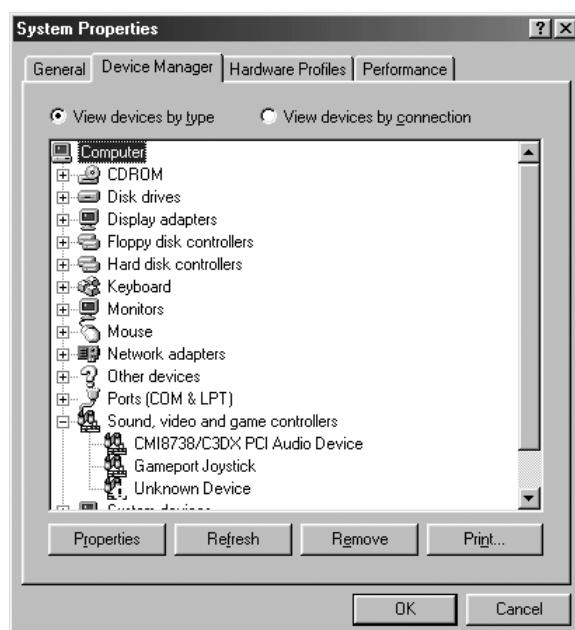 System Properties
General Device Manager Hardware Profiles Performance
View devices by type View devices by connection
Computer
CDROM
Disk drives
Display adapters
Floppy disk controllers
Hard disk controllers
Keyboard
Monitors
Mouse
Network adapters
Other devices
Ports (COM & LPT)
Sound, video and game controllers
CMI8738/C3DX PCI Audio Device
Gameport Joystick
Unknown Device
System devices
Properties Refresh Remove Print...
OK Cancel